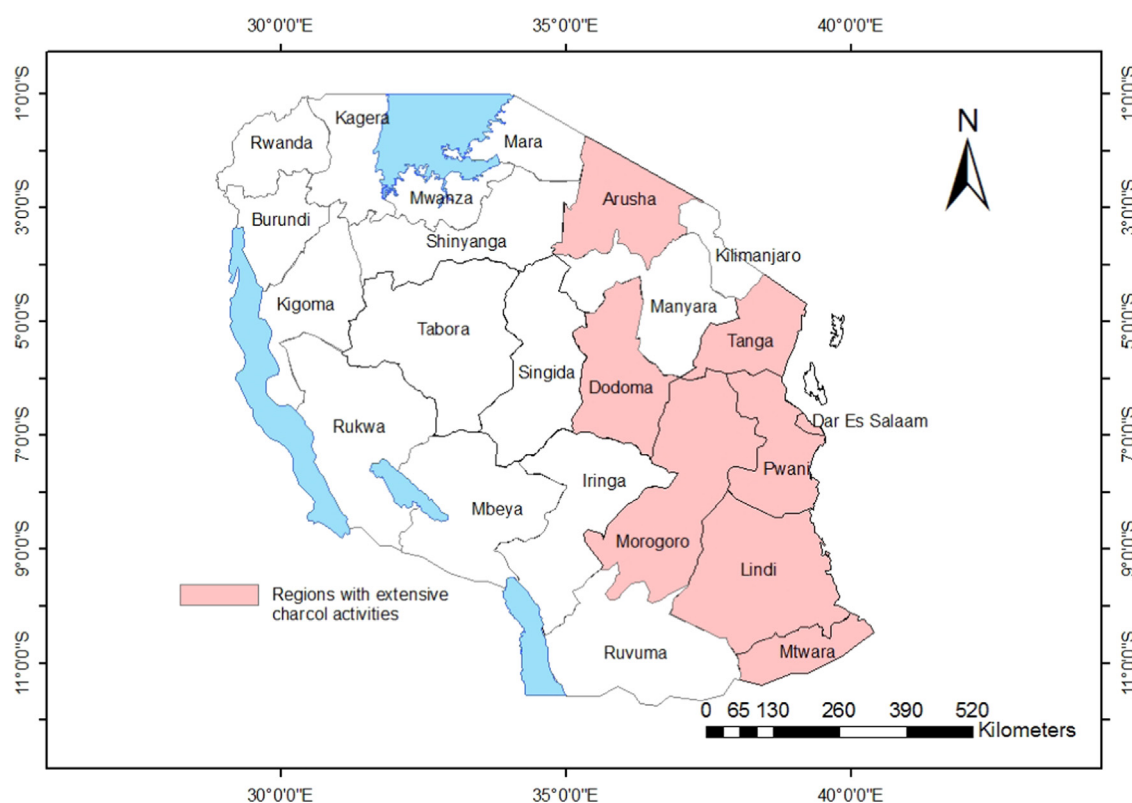 30°0'0"E 35°0'0"E 40°0'0"E
1°0'0"S 1°0'0"S
N
Kagera
Rwanda Mara
Mwanza Arusha
3°0'0"S 3°0'0"S
Burundi
Shinyanga
Kilimanjaro
Kigoma Manyara
5°0'0"S 5°0'0"S
Tabora Tanga
Singida
Dodoma
Dar Es Salaam
Rukwa
7°0'0"S 7°0'0"S
Pwani
Iringa
Mbeya
Morogoro
9°0'0"S 9°0'0"S
Lindi
Regions with extensive
charcol activities
Ruvuma Mtwara
11°0'0"S 11°0'0"S
0 65 130 260 390 520
Kilometers
30°0'0"E 35°0'0"E 40°0'0"E